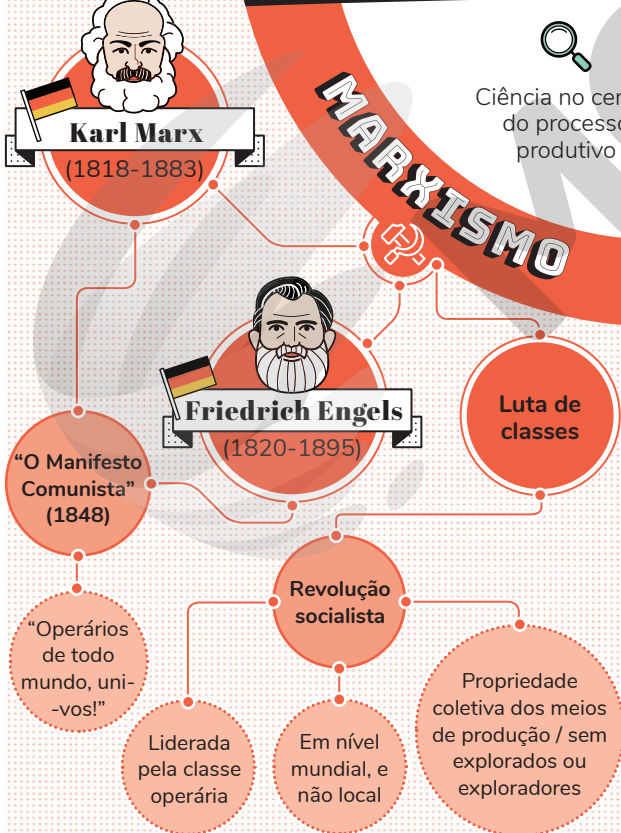 Karl Marx
(1818-1883)
MARXISMO
Ciência no
do processo
produtivo
Friedrich Engels
(1820-1895)
Luta de
classes
“O Manifesto
Comunista”
(1848)
“Operários
de todo
mundo, uni-
-vos!”
Revolução
socialista
Liderada
pela classe
operária
Em nível
mundial, e
não local
Propriedade
coletiva dos meios
de produção / sem
explorados ou
exploradores